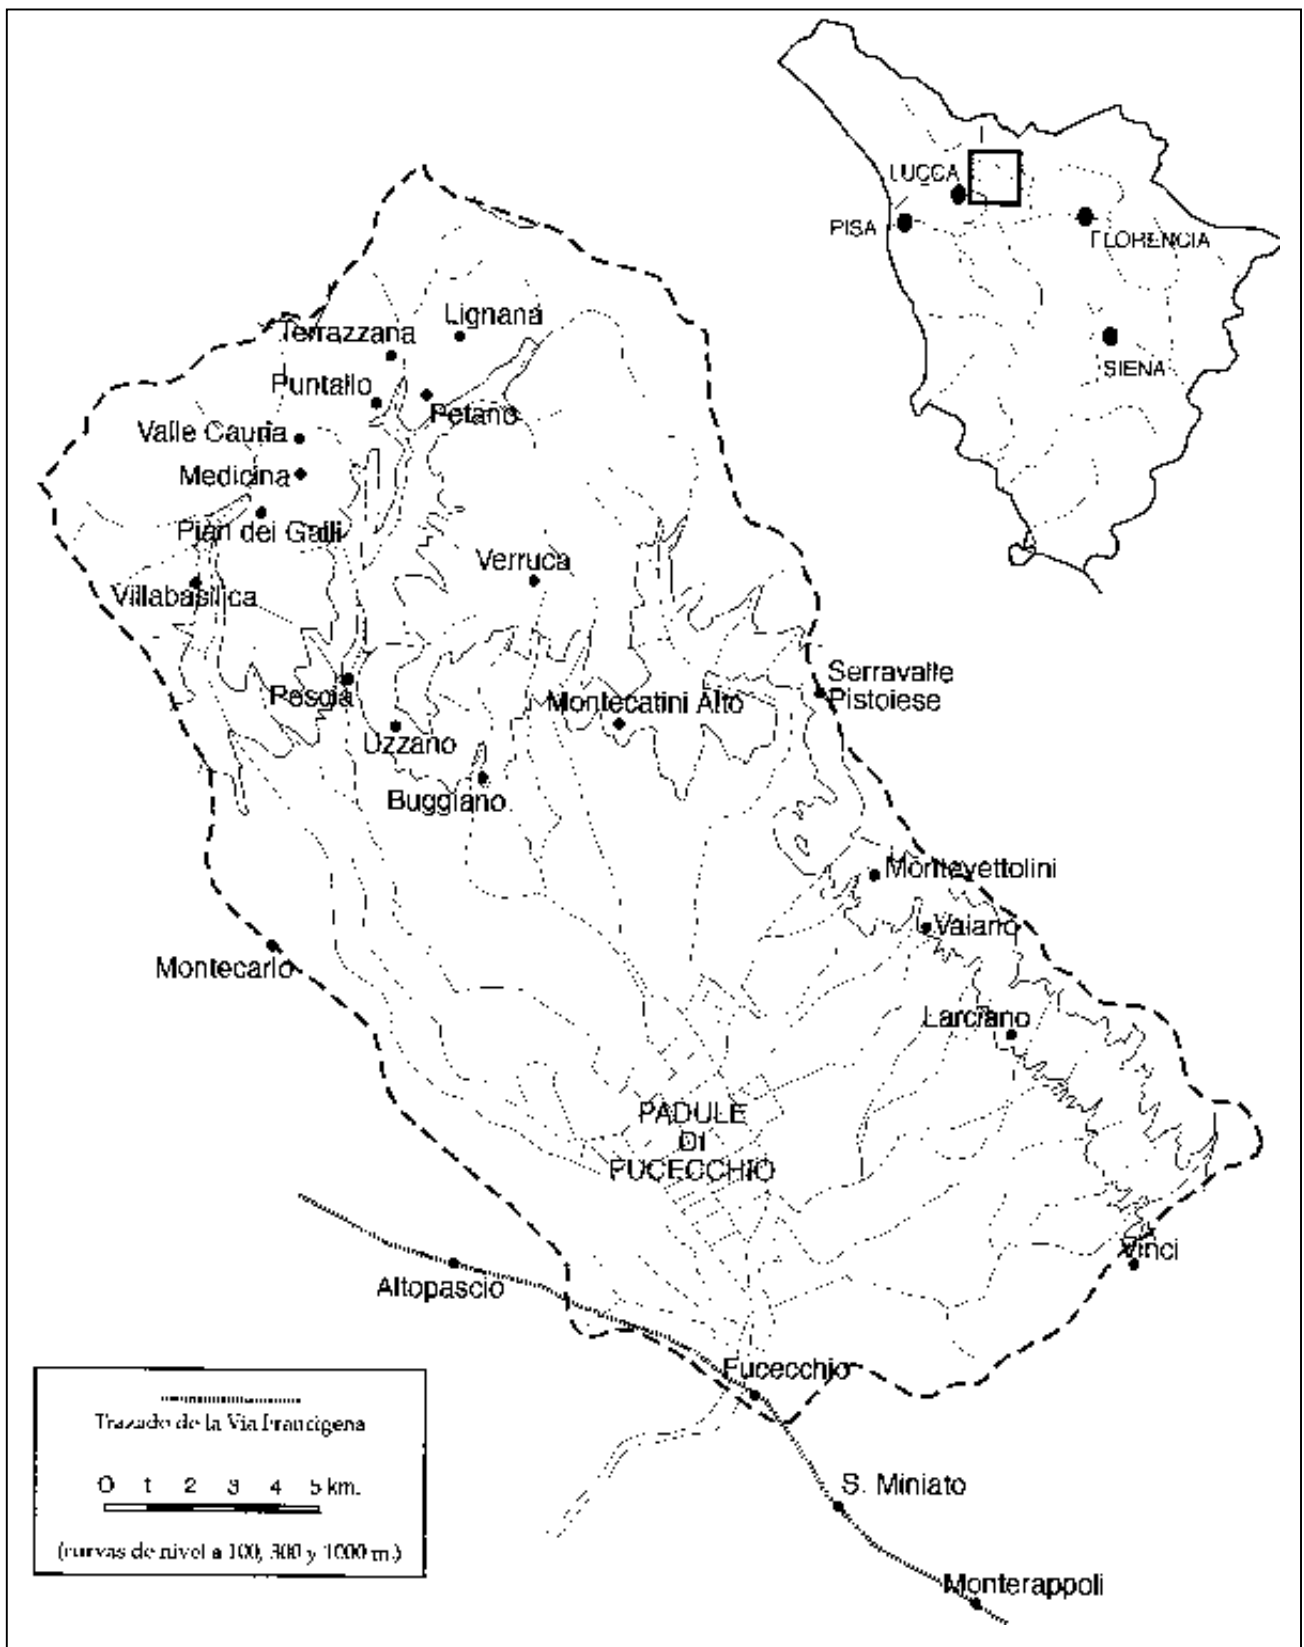 LUCCA
PISA
FLORENCIA
SIENA
Lignana
Terrazzana
Puntallo
Petano
Valle Cauria
Medicina
Pian dei Galli
Verruca
Villabasilica
Serravalle
Pistoiese
Pescia
Montecatini Alto
Uzzano
Buggiano
Montevettolini
Vaiano
Montecarlo
Larciano
PADULE
DI
FUCECCHIO
Vinci
Altopascio
Fucecchio
Trazado de la Via Francigena
0 1 2 3 4 5 km.
(curvas de nivel a 100, 300 y 1000 m.)
S. Miniato
Monterappoli